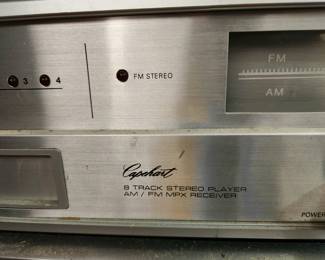 FM
3 4
FM STEREO
AM
Capehart
8 TRACK STEREO PLAYER
AM / FM MPX RECEIVER
POWER